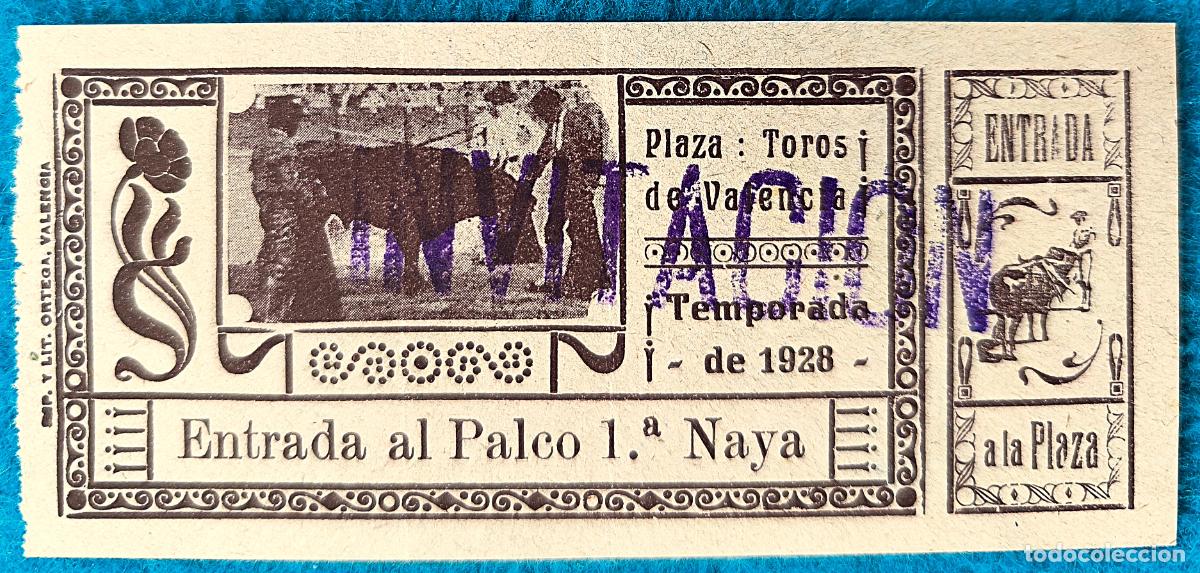 IMP. Y LIT. ORTEGA, VALENCIA
Plaza : Toros
de Valencia
Temporada
- de 1928 -
INVITACION
Entrada al Palco 1.ª Naya
ENTRADA
a la Plaza
todocoleccion